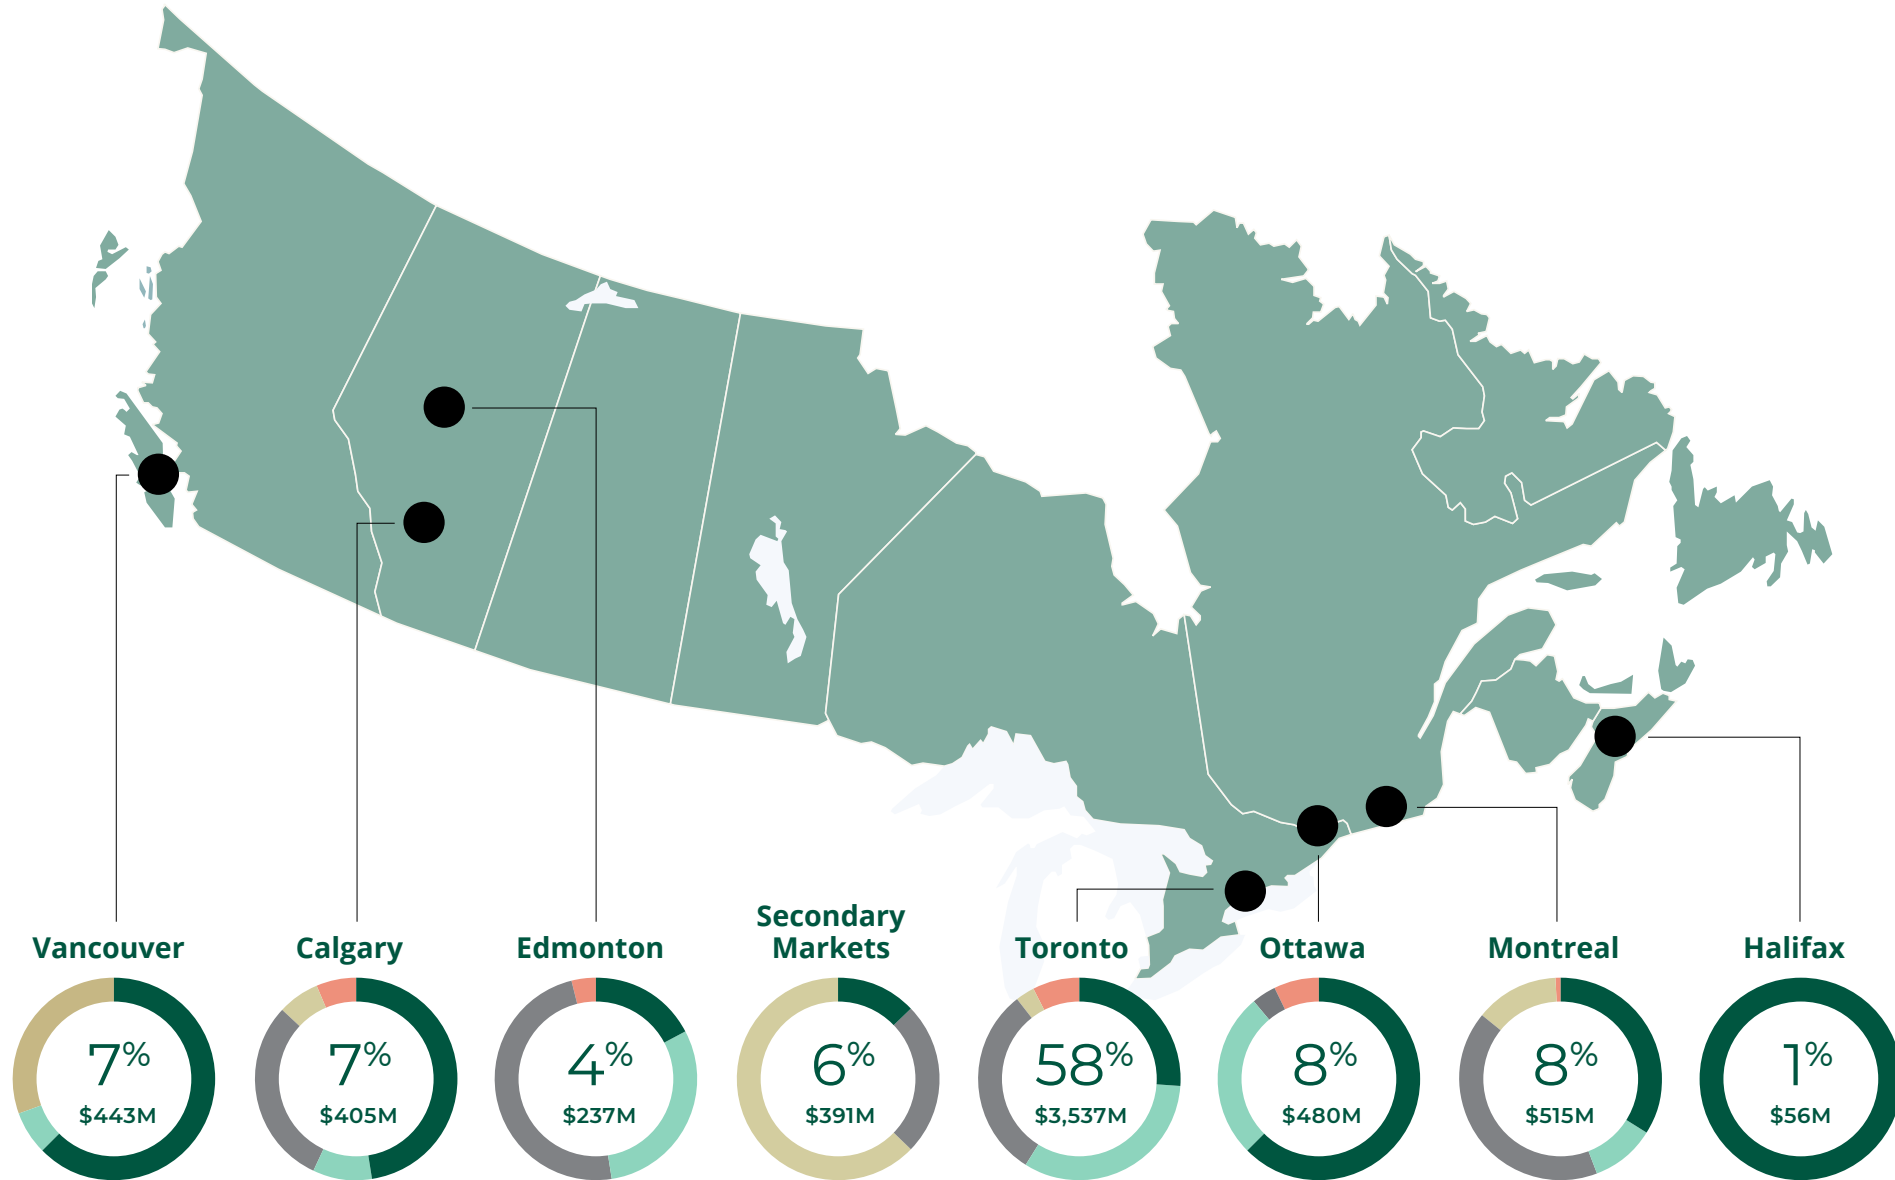 Vancouver
7%
$443M
Calgary
7%
$405M
Edmonton
4%
$237M
Secondary
Markets
6%
$391M
Toronto
58%
$3,537M
Ottawa
8%
$480M
Montreal
8%
$515M
Halifax
1%
$56M